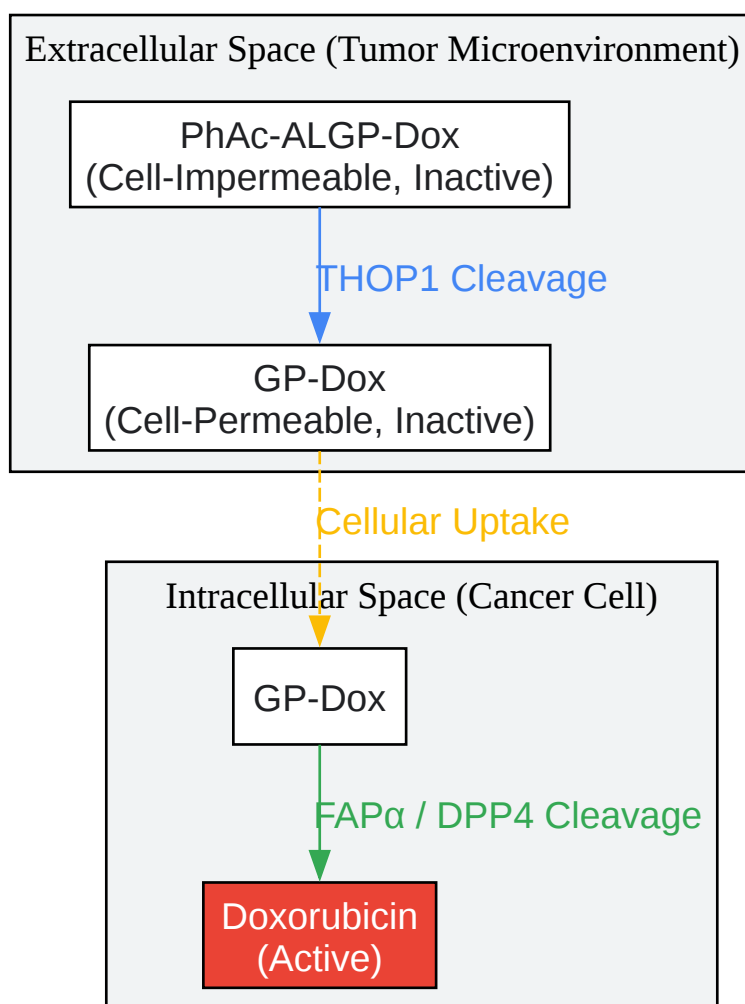 Extracellular Space (Tumor Microenvironment)
PhAc-ALGP-Dox
(Cell-Impermeable, Inactive)
THOP1 Cleavage
GP-Dox
(Cell-Permeable, Inactive)
Cellular Uptake
Intracellular Space (Cancer Cell)
GP-Dox
FAPα / DPP4 Cleavage
Doxorubicin
(Active)